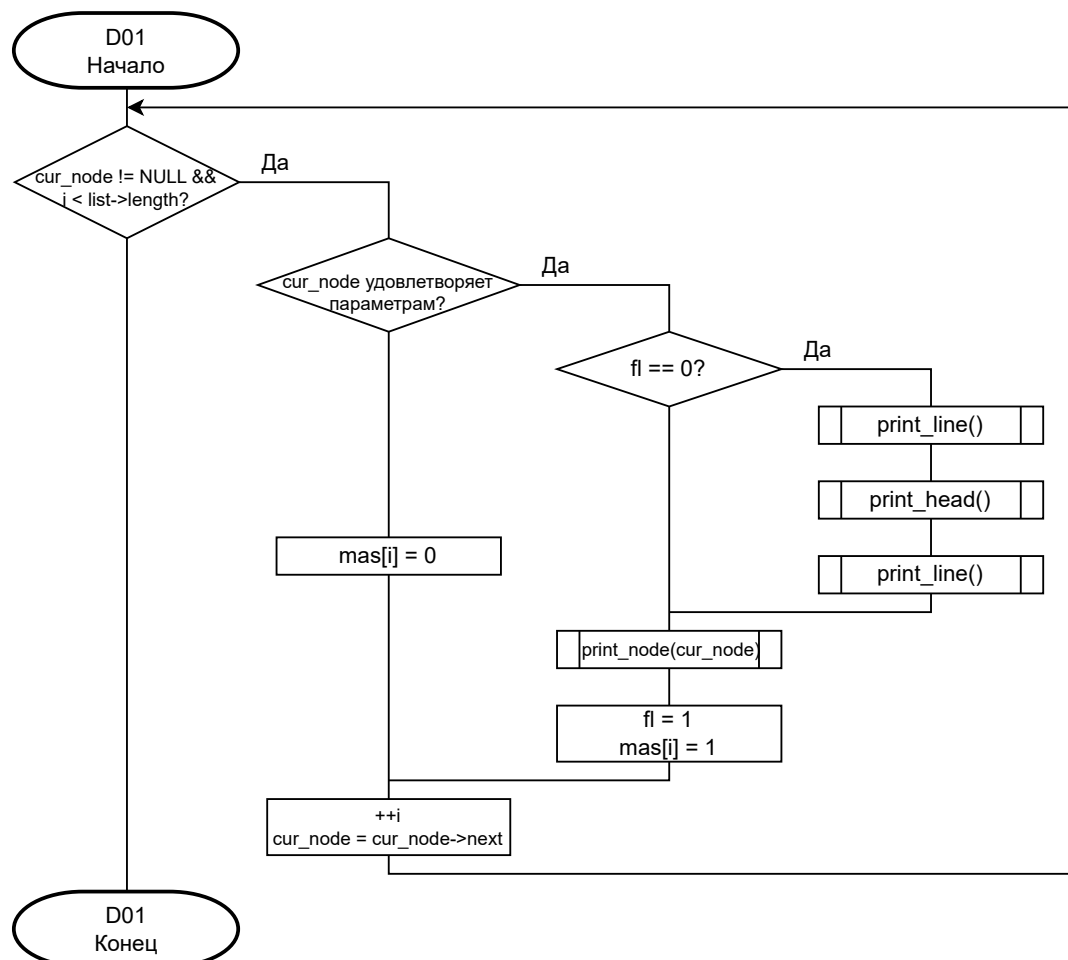 D01
Начало
cur_node != NULL &&
i < list->length?
Да
cur_node удовлетворяет
параметрам?
Да
fl == 0?
Да
print_line()
print_head()
print_line()
mas[i] = 0
print_node(cur_node)
fl = 1
mas[i] = 1
++i
cur_node = cur_node->next
D01
Конец